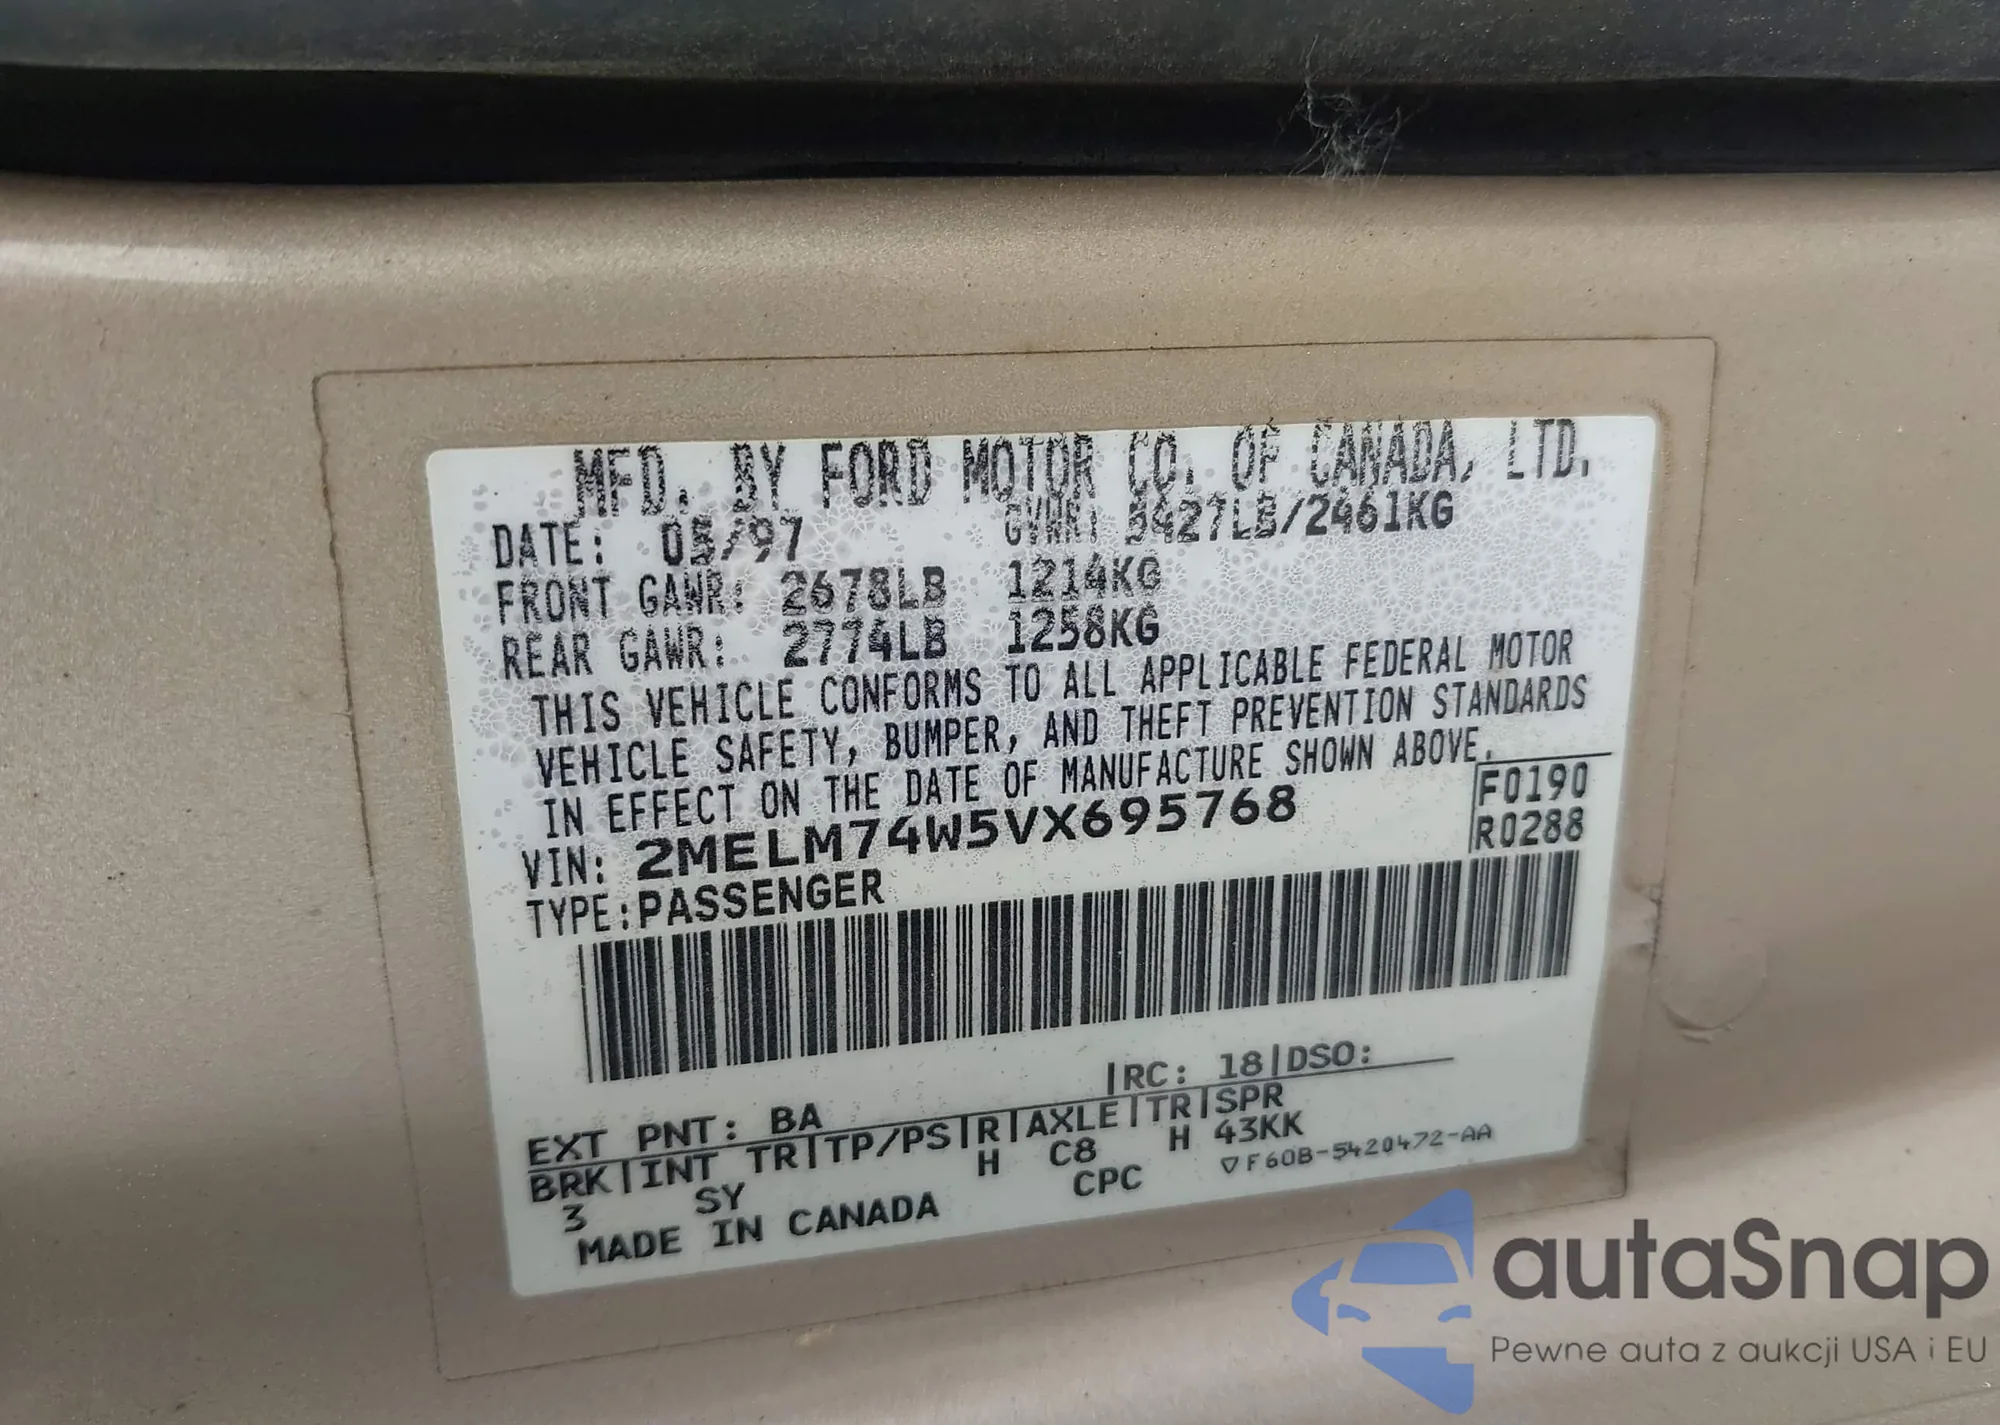 MFD. BY FORD MOTOR CO. OF CANADA, LTD.
DATE: 05/97 GVWR: 5427LB/2461KG
FRONT GAWR: 2678LB 1214KG
REAR GAWR: 2774LB 1258KG
THIS VEHICLE CONFORMS TO ALL APPLICABLE FEDERAL MOTOR
VEHICLE SAFETY, BUMPER, AND THEFT PREVENTION STANDARDS
IN EFFECT ON THE DATE OF MANUFACTURE SHOWN ABOVE.
VIN: 2MELM74W5VX695768
F0190
R0288
TYPE: PASSENGER
RC: 18 DSO:
EXT PNT: BA
BRK INT TR TP/PS R AXLE TR SPR
3 SY H C8 H 43KK
MADE IN CANADA CPC ▽F60B-5420472-AA
autaSnap
Pewne auta z aukcji USA i EU